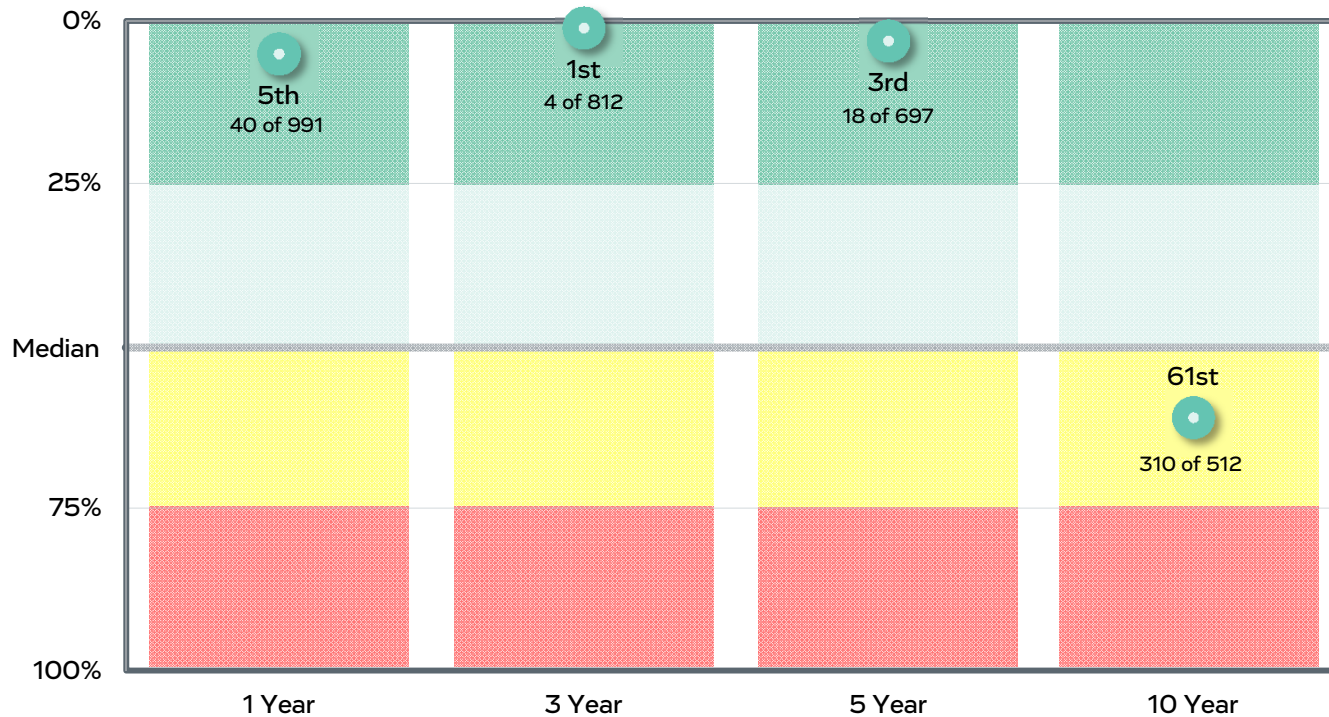 0%
25%
Median
75%
100%
5th
40 of 991
1st
4 of 812
3rd
18 of 697
61st
310 of 512
1 Year
3 Year
5 Year
10 Year